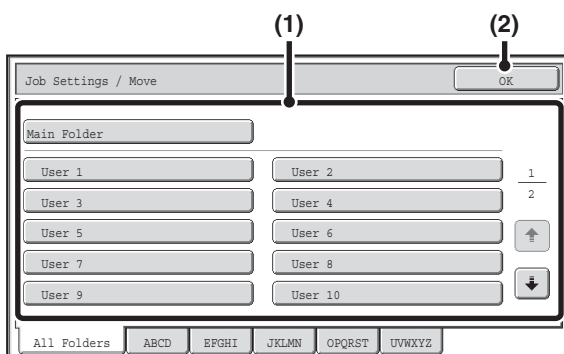 (1) (2)
Job Settings / Move OK
Main Folder
User 1 User 2 1
User 3 User 4 2
User 5 User 6
User 7 User 8
User 9 User 10
All Folders ABCD EFGHI JKLMN OPQRST UVWXYZ